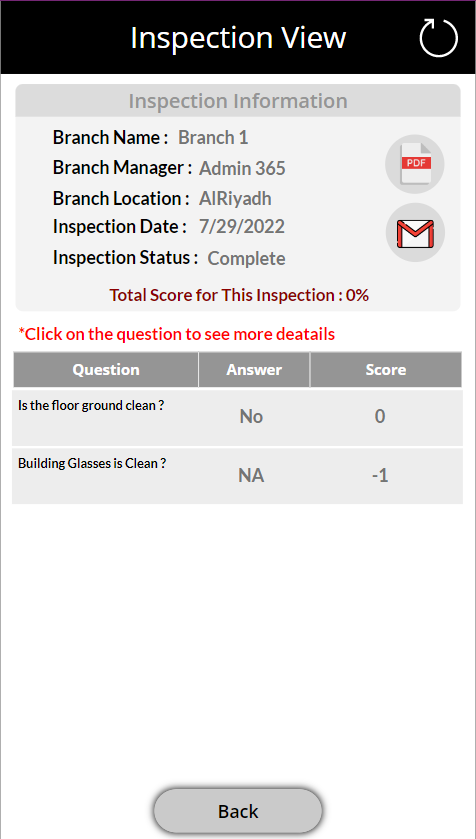 Inspection View
Inspection Information
Branch Name : Branch 1
Branch Manager : Admin 365
PDF
Branch Location : AlRiyadh
Inspection Date : 7/29/2022
Inspection Status : Complete
Total Score for This Inspection : 0%
*Click on the question to see more deatails
Question Answer Score
Is the floor ground clean ? No 0
Building Glasses is Clean ? NA -1
Back